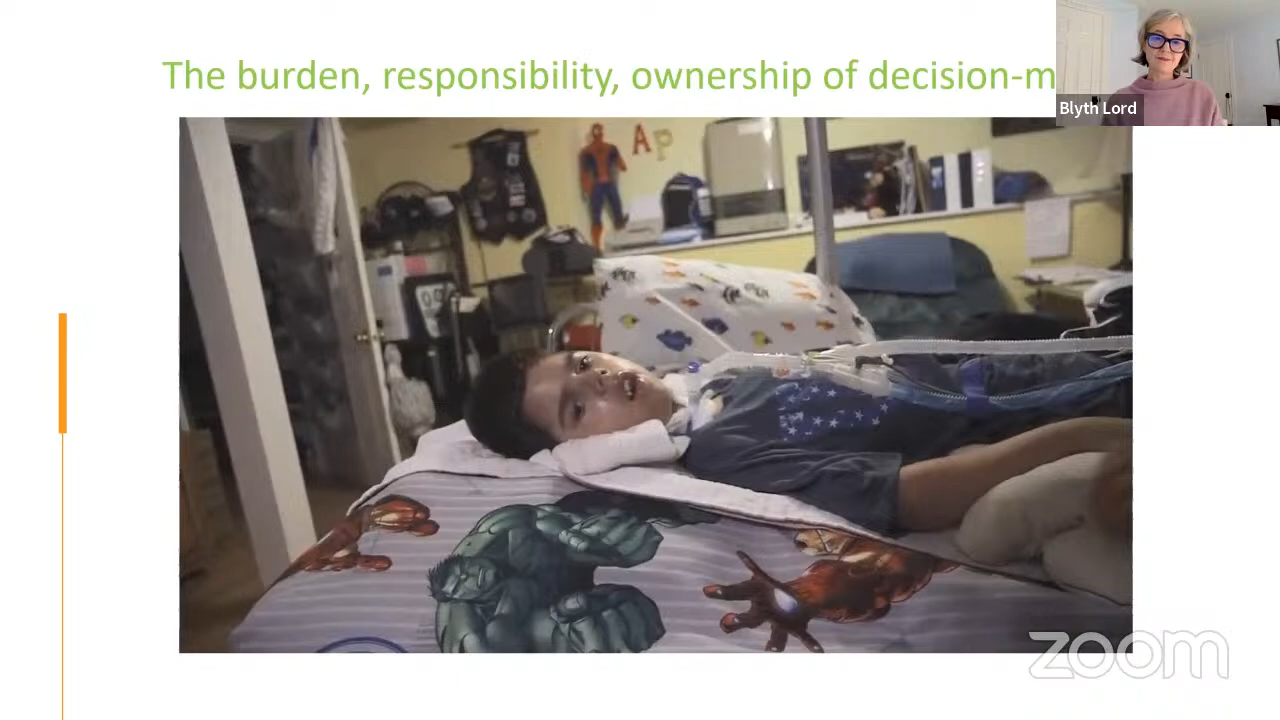 The burden, responsibility, ownership of decision-m
Blyth Lord
AP
zoom